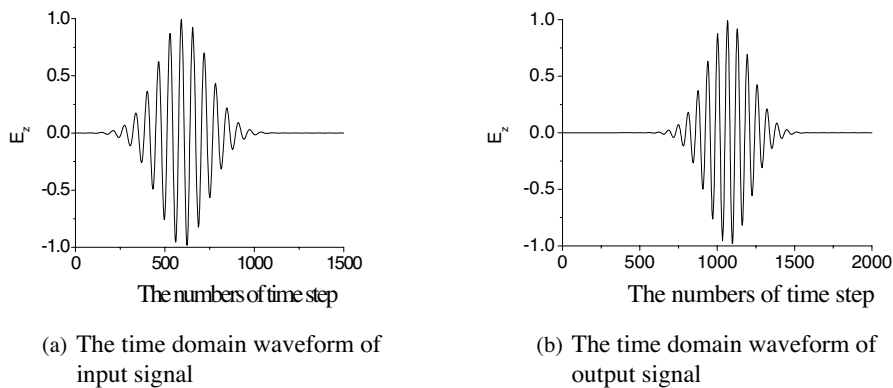 1.0
0.5
0.0
-0.5
-1.0
E_z
0 500 1000 1500
The numbers of time step
(a) The time domain waveform of
input signal
1.0
0.5
0.0
-0.5
-1.0
E_z
0 500 1000 1500 2000
The numbers of time step
(b) The time domain waveform of
output signal